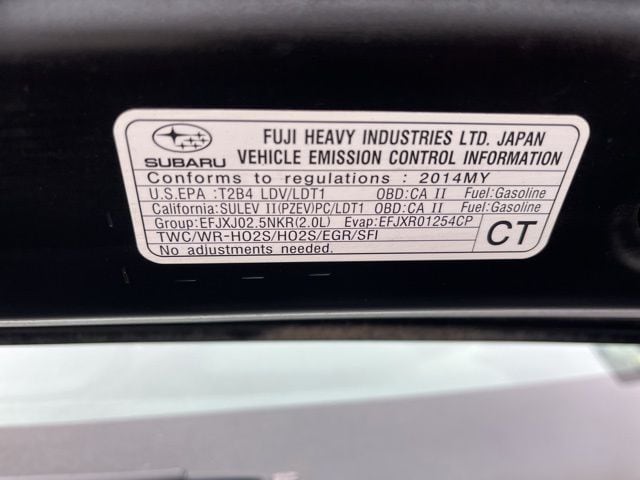 FUJI HEAVY INDUSTRIES LTD. JAPAN
SUBARU VEHICLE EMISSION CONTROL INFORMATION
Conforms to regulations : 2014MY
U.S.EPA :T2B4 LDV/LDT1 OBD:CA II Fuel:Gasoline
California:SULEV II(PZEV)PC/LDT1 OBD:CA II Fuel:Gasoline
Group:EFJXJ02.5NKR(2.0L) Evap:EFJXR01254CP
TWC/WR-HO2S/HO2S/EGR/SFI
No adjustments needed.
CT